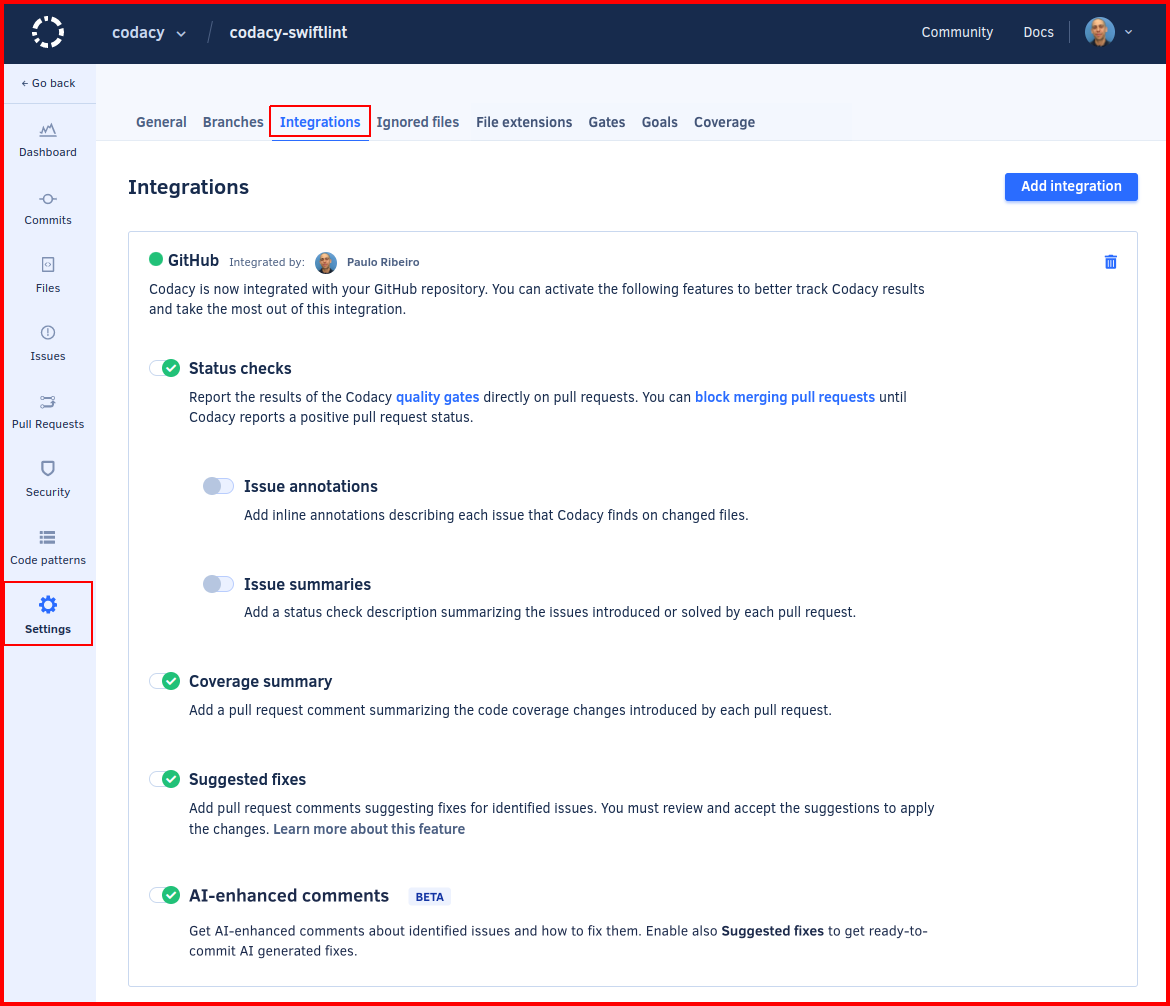 codacy
codacy-swiftlint
Community
Docs
← Go back
Dashboard
Commits
Files
Issues
Pull Requests
Security
Code patterns
Settings
General
Branches
Integrations
Ignored files
File extensions
Gates
Goals
Coverage
Integrations
Add integration
GitHub
Integrated by:
Paulo Ribeiro
Codacy is now integrated with your GitHub repository. You can activate the following features to better track Codacy results
and take the most out of this integration.
Status checks
Report the results of the Codacy quality gates directly on pull requests. You can block merging pull requests until
Codacy reports a positive pull request status.
Issue annotations
Add inline annotations describing each issue that Codacy finds on changed files.
Issue summaries
Add a status check description summarizing the issues introduced or solved by each pull request.
Coverage summary
Add a pull request comment summarizing the code coverage changes introduced by each pull request.
Suggested fixes
Add pull request comments suggesting fixes for identified issues. You must review and accept the suggestions to apply
the changes. Learn more about this feature
AI-enhanced comments
BETA
Get AI-enhanced comments about identified issues and how to fix them. Enable also Suggested fixes to get ready-to-
commit AI generated fixes.